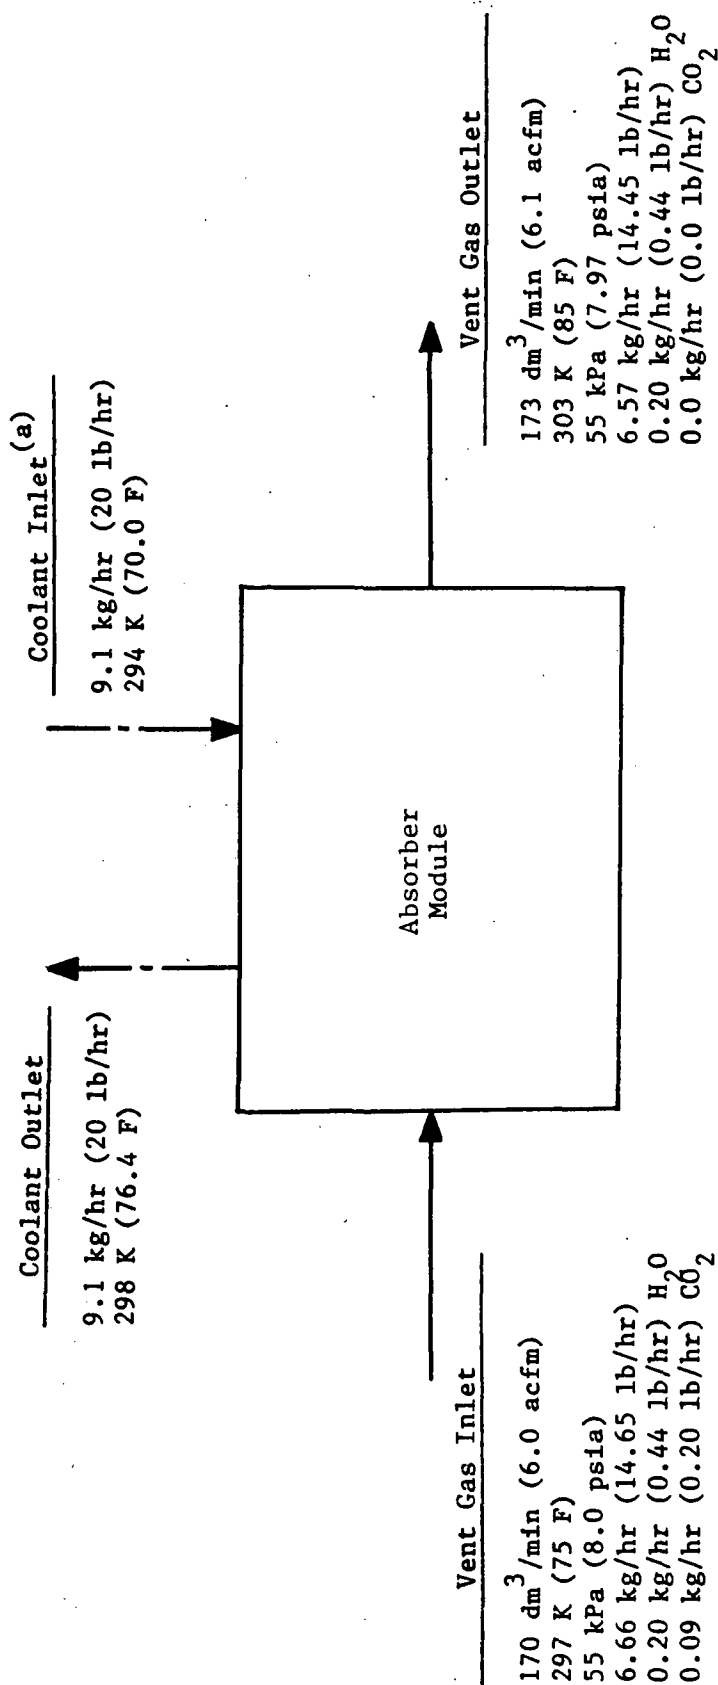 Coolant Outlet
9.1 kg/hr (20 lb/hr)
298 K (76.4 F)
Coolant Inlet(a)
9.1 kg/hr (20 lb/hr)
294 K (70.0 F)
Absorber
Module
Vent Gas Inlet
170 dm3/min (6.0 acfm)
297 K (75 F)
55 kPa (8.0 psia)
6.66 kg/hr (14.65 lb/hr)
0.20 kg/hr (0.44 lb/hr) H2O
0.09 kg/hr (0.20 lb/hr) CO2
Vent Gas Outlet
173 dm3/min (6.1 acfm)
303 K (85 F)
55 kPa (7.97 psia)
6.57 kg/hr (14.45 lb/hr)
0.20 kg/hr (0.44 lb/hr) H2O
0.0 kg/hr (0.0 lb/hr) CO2